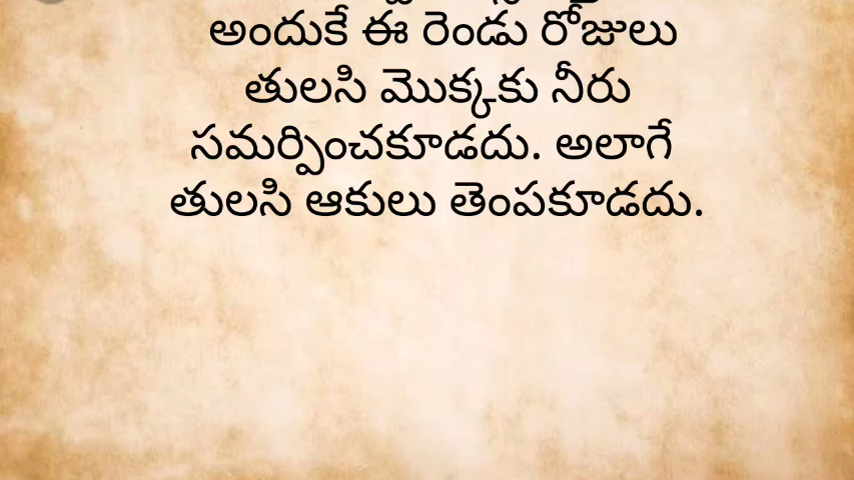 అందుకే ఈ రెండు రోజులు
తులసి మొక్కకు నీరు
సమర్పించకూడదు. అలాగే
తులసి ఆకులు తెంపకూడదు.